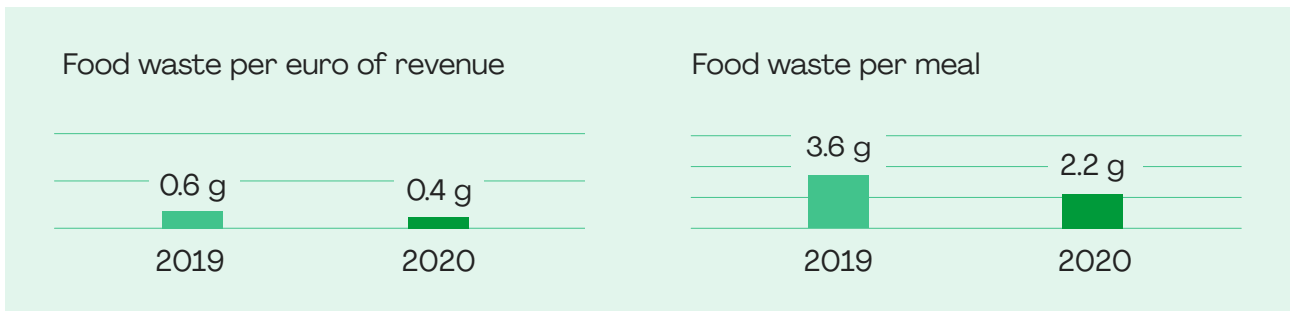 Food waste per euro of revenue
0.6 g
0.4 g
2019
2020
Food waste per meal
3.6 g
2.2 g
2019
2020